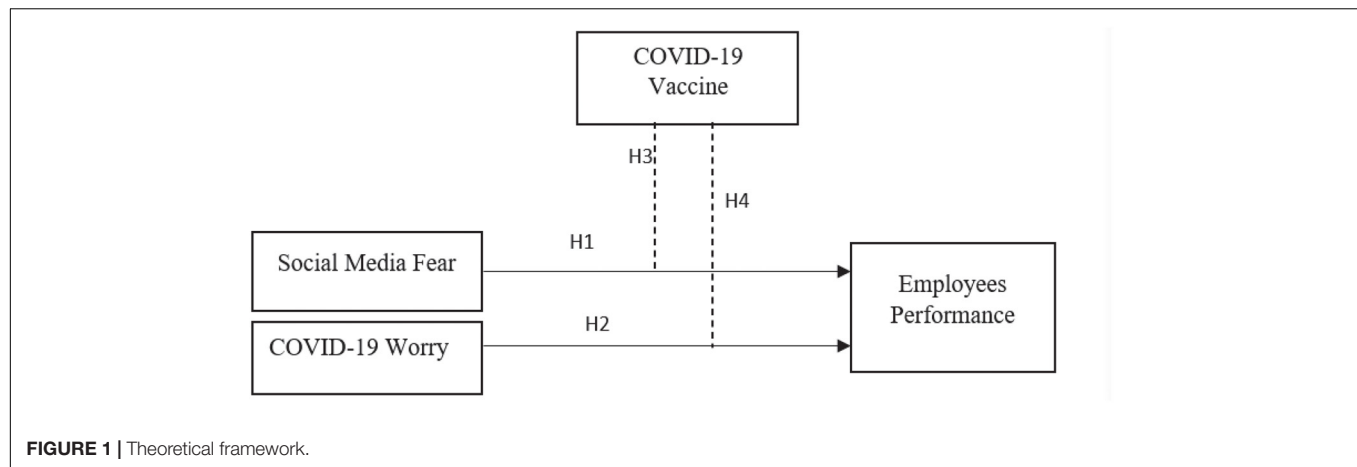 COVID-19
Vaccine
H3
H4
H1
Social Media Fear
Employees
Performance
H2
COVID-19 Worry
FIGURE 1 | Theoretical framework.